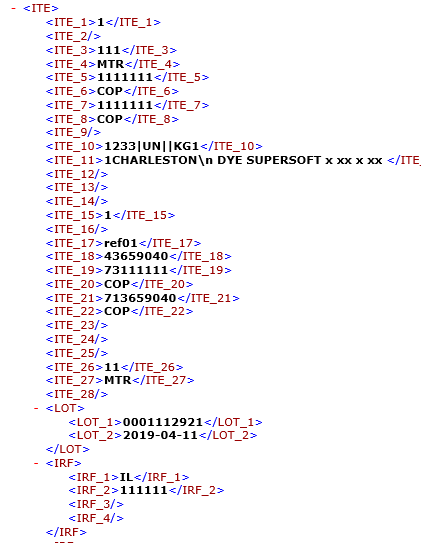 - <ITE>
<ITE_1>1</ITE_1>
<ITE_2/>
<ITE_3>111</ITE_3>
<ITE_4>MTR</ITE_4>
<ITE_5>1111111</ITE_5>
<ITE_6>COP</ITE_6>
<ITE_7>1111111</ITE_7>
<ITE_8>COP</ITE_8>
<ITE_9/>
<ITE_10>1233|UN||KG1</ITE_10>
<ITE_11>1CHARLESTON\n DYE SUPERSOFT x xx x xx </ITE_
<ITE_12/>
<ITE_13/>
<ITE_14/>
<ITE_15>1</ITE_15>
<ITE_16/>
<ITE_17>ref01</ITE_17>
<ITE_18>43659040</ITE_18>
<ITE_19>73111111</ITE_19>
<ITE_20>COP</ITE_20>
<ITE_21>713659040</ITE_21>
<ITE_22>COP</ITE_22>
<ITE_23/>
<ITE_24/>
<ITE_25/>
<ITE_26>11</ITE_26>
<ITE_27>MTR</ITE_27>
<ITE_28/>
- <LOT>
<LOT_1>0001112921</LOT_1>
<LOT_2>2019-04-11</LOT_2>
</LOT>
- <IRF>
<IRF_1>IL</IRF_1>
<IRF_2>111111</IRF_2>
<IRF_3/>
<IRF_4/>
</IRF>